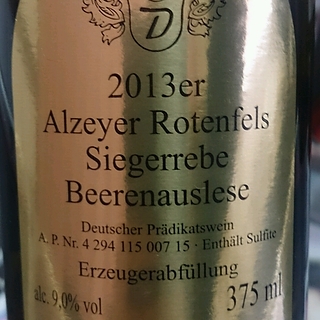 D
2013er
Alzeyer Rotenfels
Siegerrebe
Beerenauslese
Deutscher Prädikatswein
A. P. Nr. 4 294 115 007 15 · Enthält Sulfite
Erzeugerabfüllung
alc. 9,0% vol 375 ml